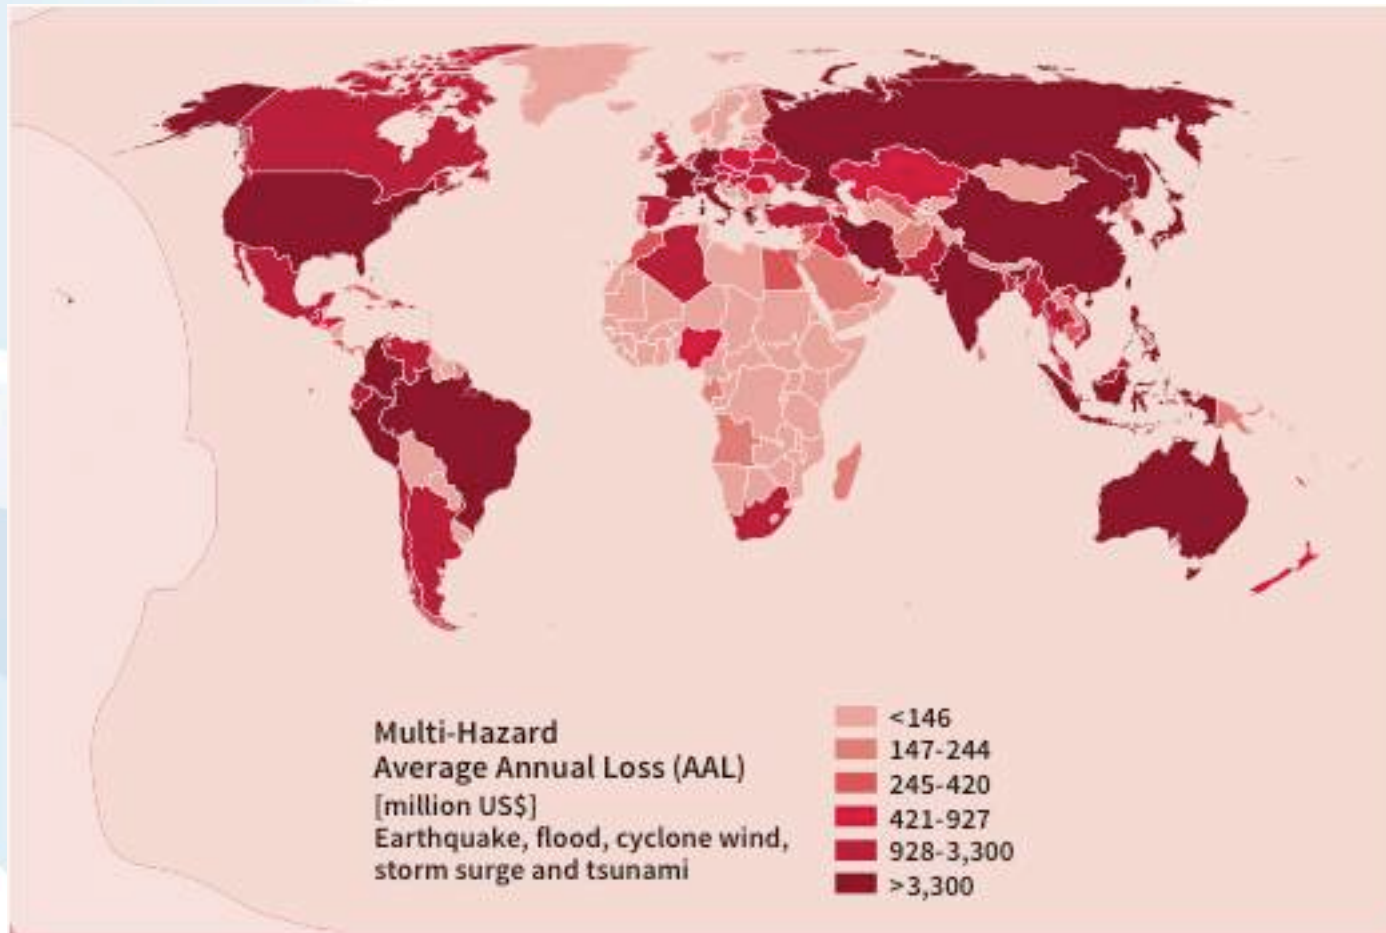 Multi-Hazard
Average Annual Loss (AAL)
[million US$]
Earthquake, flood, cyclone wind,
storm surge and tsunami
<146
147-244
245-420
421-927
928-3,300
>3,300